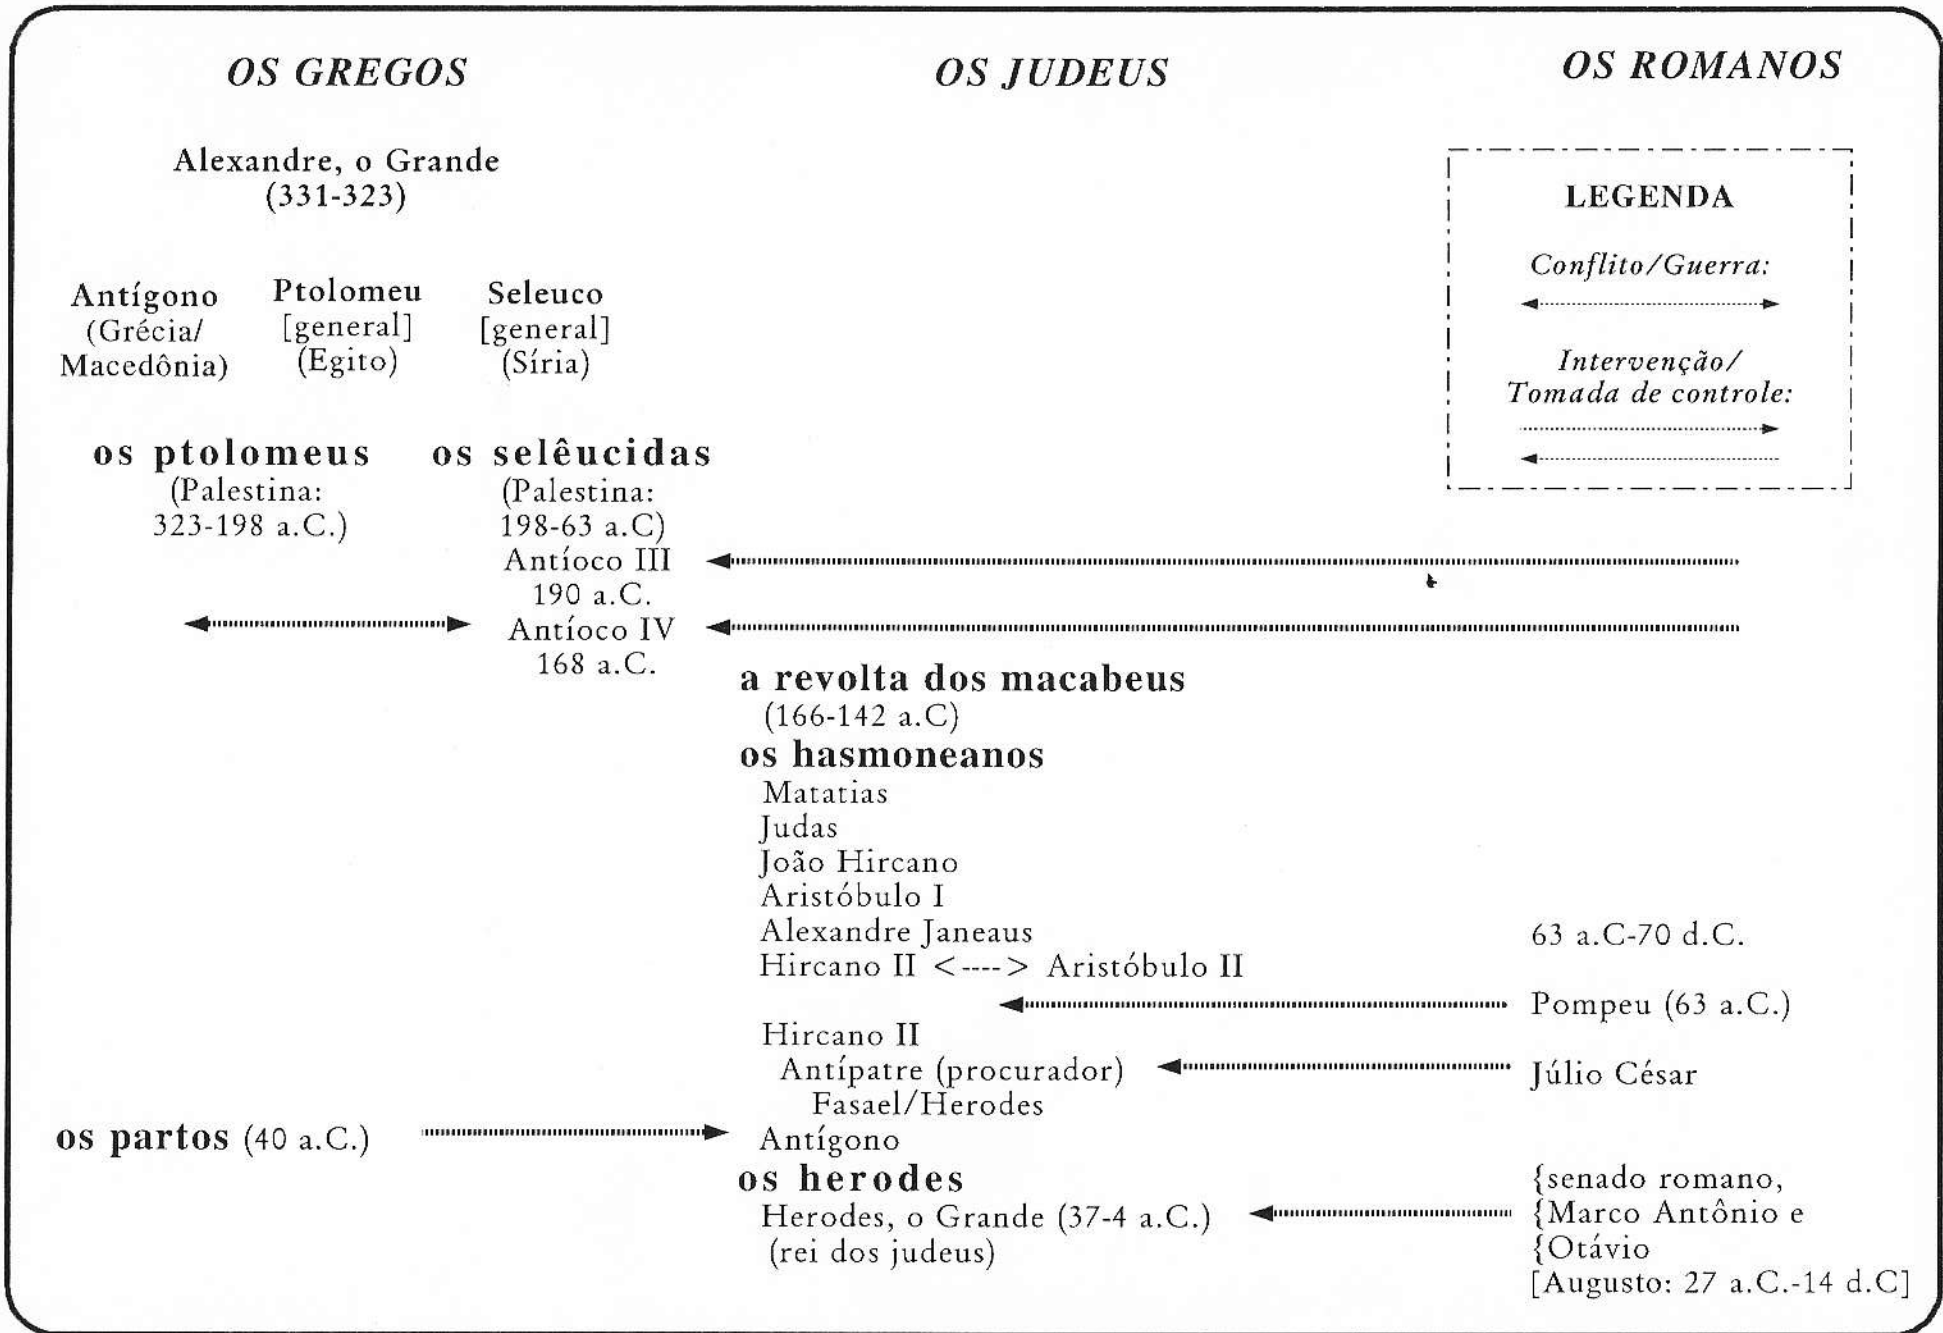 OS GREGOS
OS JUDEUS
OS ROMANOS
Alexandre, o Grande
(331-323)
LEGENDA
Conflito/Guerra:
Intervenção/
Tomada de controle:
Antígono
(Grécia/
Macedônia)
Ptolomeu
[general]
(Egito)
Seleuco
[general]
(Síria)
os ptolomeus
(Palestina:
323-198 a.C.)
os selêucidas
(Palestina:
198-63 a.C)
Antíoco III
190 a.C.
Antíoco IV
168 a.C.
a revolta dos macabeus
(166-142 a.C)
os hasmoneanos
Matatias
Judas
João Hircano
Aristóbulo I
Alexandre Janeaus
Hircano II <----> Aristóbulo II
63 a.C-70 d.C.
Pompeu (63 a.C.)
Hircano II
Antípatre (procurador)
Júlio César
Fasael/Herodes
os partos (40 a.C.)
Antígono
os herodes
Herodes, o Grande (37-4 a.C.)
(rei dos judeus)
{senado romano,
{Marco Antônio e
{Otávio
[Augusto: 27 a.C.-14 d.C]